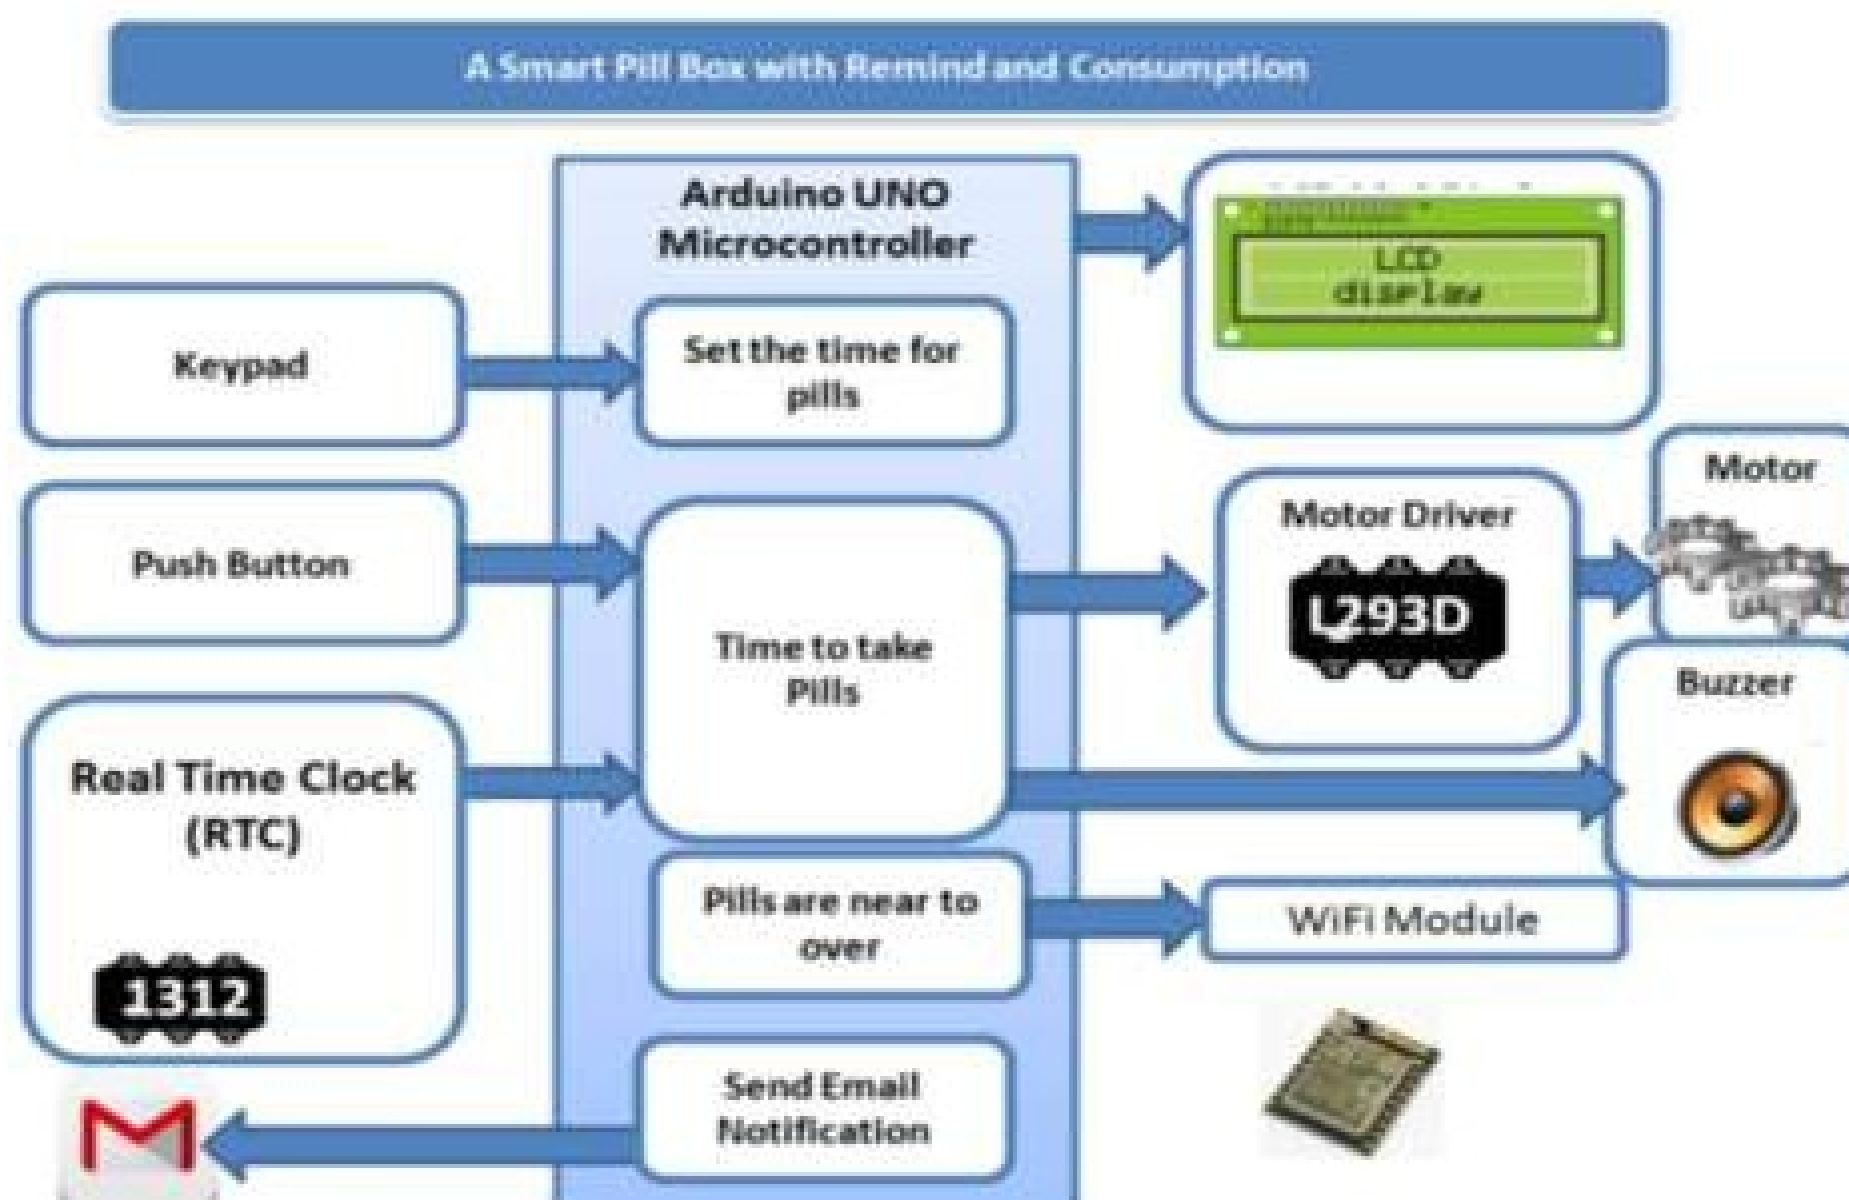 A Smart Pill Box with Remind and Consumption
Arduino UNO
Microcontroller
LCD
display
Keypad
Set the time for
pills
Motor
Motor Driver
L293D
Push Button
Time to take
Pills
Buzzer
Real Time Clock
(RTC)
1312
Pills are near to
over
WiFi Module
Send Email
Notification